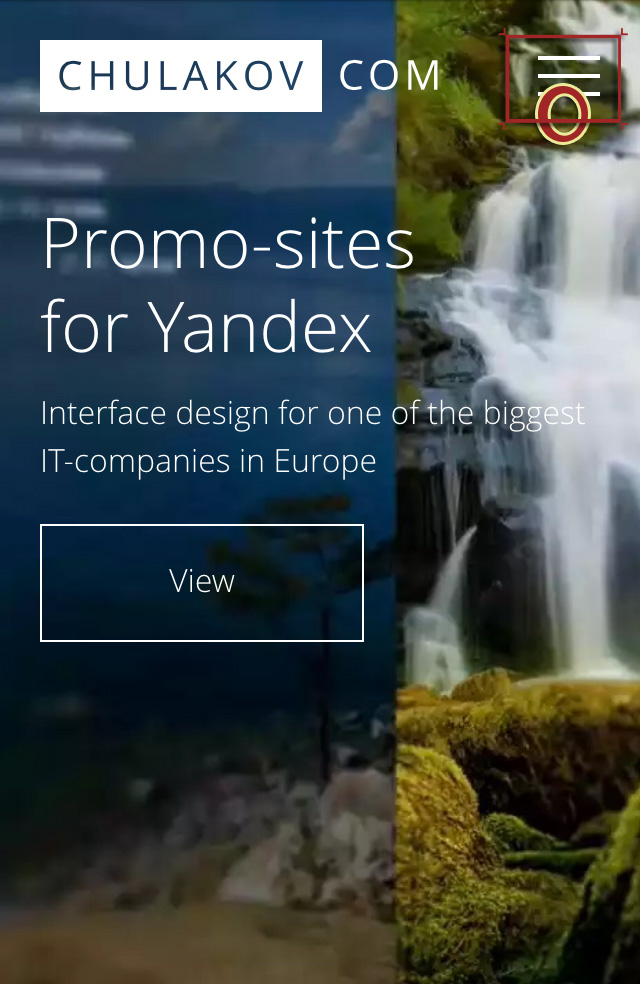 CHULAKOV COM
Promo-sites
for Yandex
Interface design for one of the biggest
IT-companies in Europe
View